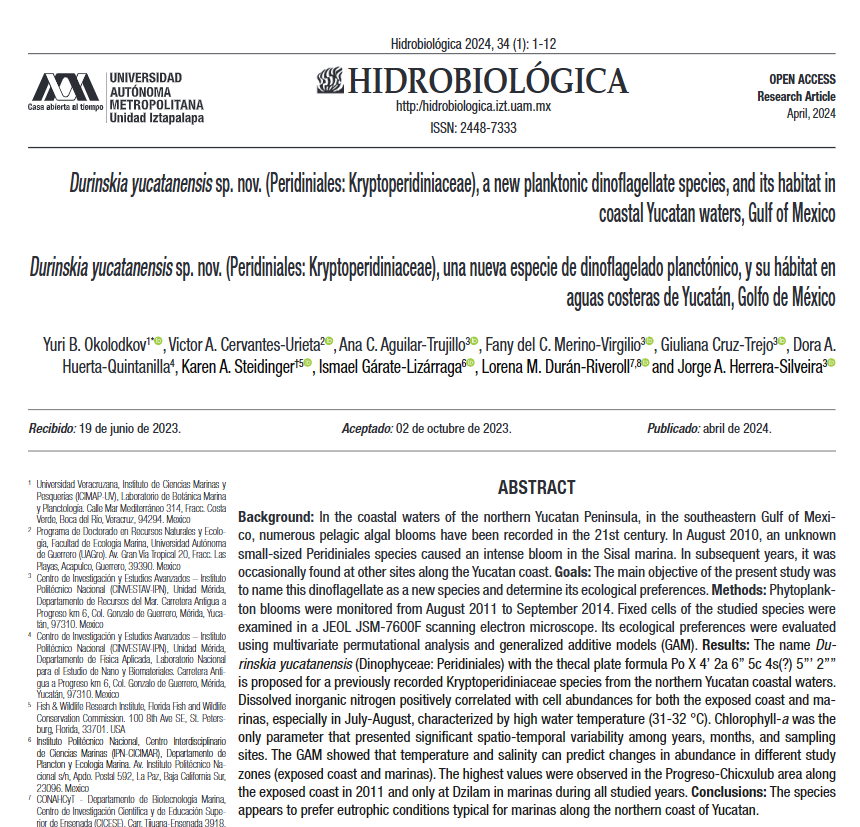 Hidrobiológica 2024, 34 (1): 1-12
Casa abierta al tiempo
UNIVERSIDAD
AUTÓNOMA
METROPOLITANA
Unidad Iztapalapa
HIDROBIOLÓGICA
http:/hidrobiologica.izt.uam.mx
ISSN: 2448-7333
OPEN ACCESS
Research Article
April, 2024
Durinskia yucatanensis sp. nov. (Peridiniales: Kryptoperidiniaceae), a new planktonic dinoflagellate species, and its habitat in
coastal Yucatan waters, Gulf of Mexico
Durinskia yucatanensis sp. nov. (Peridiniales: Kryptoperidiniaceae), una nueva especie de dinoflagelado planctónico, y su hábitat en
aguas costeras de Yucatán, Golfo de México
Yuri B. Okolodkov1*, Victor A. Cervantes-Urieta2, Ana C. Aguilar-Trujillo3, Fany del C. Merino-Virgilio3, Giuliana Cruz-Trejo3, Dora A.
Huerta-Quintanilla4, Karen A. Steidinger†5, Ismael Gárate-Lizárraga6, Lorena M. Durán-Riveroll7,8 and Jorge A. Herrera-Silveira3
Recibido: 19 de junio de 2023.
Aceptado: 02 de octubre de 2023.
Publicado: abril de 2024.
1 Universidad Veracruzana, Instituto de Ciencias Marinas y
Pesquerías (ICIMAP-UV), Laboratorio de Botánica Marina
y Planctología. Calle Mar Mediterráneo 314, Fracc. Costa
Verde, Boca del Río, Veracruz, 94294. Mexico
2 Programa de Doctorado en Recursos Naturales y Ecolo-
gía, Facultad de Ecología Marina, Universidad Autónoma
de Guerrero (UAGro). Av. Gran Vía Tropical 20, Fracc. Las
Playas, Acapulco, Guerrero, 39390. Mexico
3 Centro de Investigación y Estudios Avanzados – Instituto
Politécnico Nacional (CINVESTAV-IPN), Unidad Mérida,
Departamento de Recursos del Mar. Carretera Antigua a
Progreso km 6, Col. Gonzalo de Guerrero, Mérida, Yuca-
tán, 97310. Mexico
4 Centro de Investigación y Estudios Avanzados – Instituto
Politécnico Nacional (CINVESTAV-IPN), Unidad Mérida,
Departamento de Física Aplicada, Laboratorio Nacional
para el Estudio de Nano y Biomateriales. Carretera Anti-
gua a Progreso km 6, Col. Gonzalo de Guerrero, Mérida,
Yucatán, 97310. Mexico
5 Fish & Wildlife Research Institute, Florida Fish and Wildlife
Conservation Commission. 100 8th Ave SE, St. Peters-
burg, Florida, 33701. USA
6 Instituto Politécnico Nacional, Centro Interdisciplinario
de Ciencias Marinas (IPN-CICIMAR), Departamento de
Plancton y Ecología Marina. Av. Instituto Politécnico Na-
cional s/n, Apdo. Postal 592, La Paz, Baja California Sur,
23096. Mexico
7 CONAHCyT - Departamento de Biotecnología Marina,
Centro de Investigación Científica y de Educación Supe-
rior de Ensenada (CICESE). Carr. Tijuana-Ensenada 3918,
ABSTRACT
Background: In the coastal waters of the northern Yucatan Peninsula, in the southeastern Gulf of Mexi-
co, numerous pelagic algal blooms have been recorded in the 21st century. In August 2010, an unknown
small-sized Peridiniales species caused an intense bloom in the Sisal marina. In subsequent years, it was
occasionally found at other sites along the Yucatan coast. Goals: The main objective of the present study was
to name this dinoflagellate as a new species and determine its ecological preferences. Methods: Phytoplank-
ton blooms were monitored from August 2011 to September 2014. Fixed cells of the studied species were
examined in a JEOL JSM-7600F scanning electron microscope. Its ecological preferences were evaluated
using multivariate permutational analysis and generalized additive models (GAM). Results: The name Du-
rinskia yucatanensis (Dinophyceae: Peridiniales) with the thecal plate formula Po X 4' 2a 6" 5c 4s(?) 5"' 2""
is proposed for a previously recorded Kryptoperidiniaceae species from the northern Yucatan coastal waters.
Dissolved inorganic nitrogen positively correlated with cell abundances for both the exposed coast and ma-
rinas, especially in July-August, characterized by high water temperature (31-32 °C). Chlorophyll-a was the
only parameter that presented significant spatio-temporal variability among years, months, and sampling
sites. The GAM showed that temperature and salinity can predict changes in abundance in different study
zones (exposed coast and marinas). The highest values were observed in the Progreso-Chicxulub area along
the exposed coast in 2011 and only at Dzilam in marinas during all studied years. Conclusions: The species
appears to prefer eutrophic conditions typical for marinas along the northern coast of Yucatan.